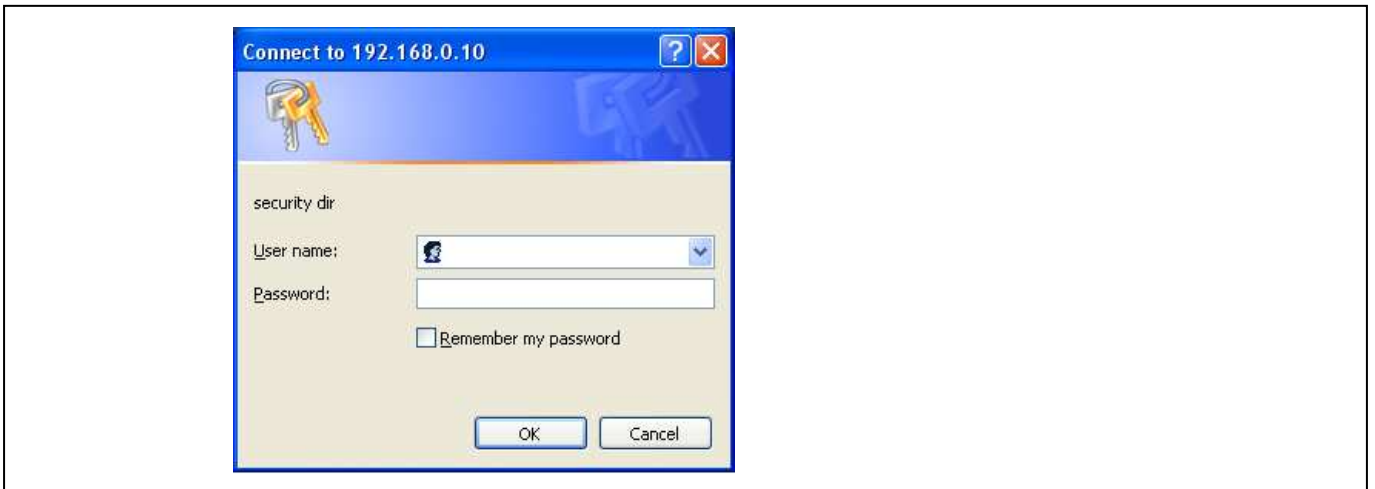 Connect to 192.168.0.10
?
security dir
User name:
Password:
Remember my password
OK Cancel